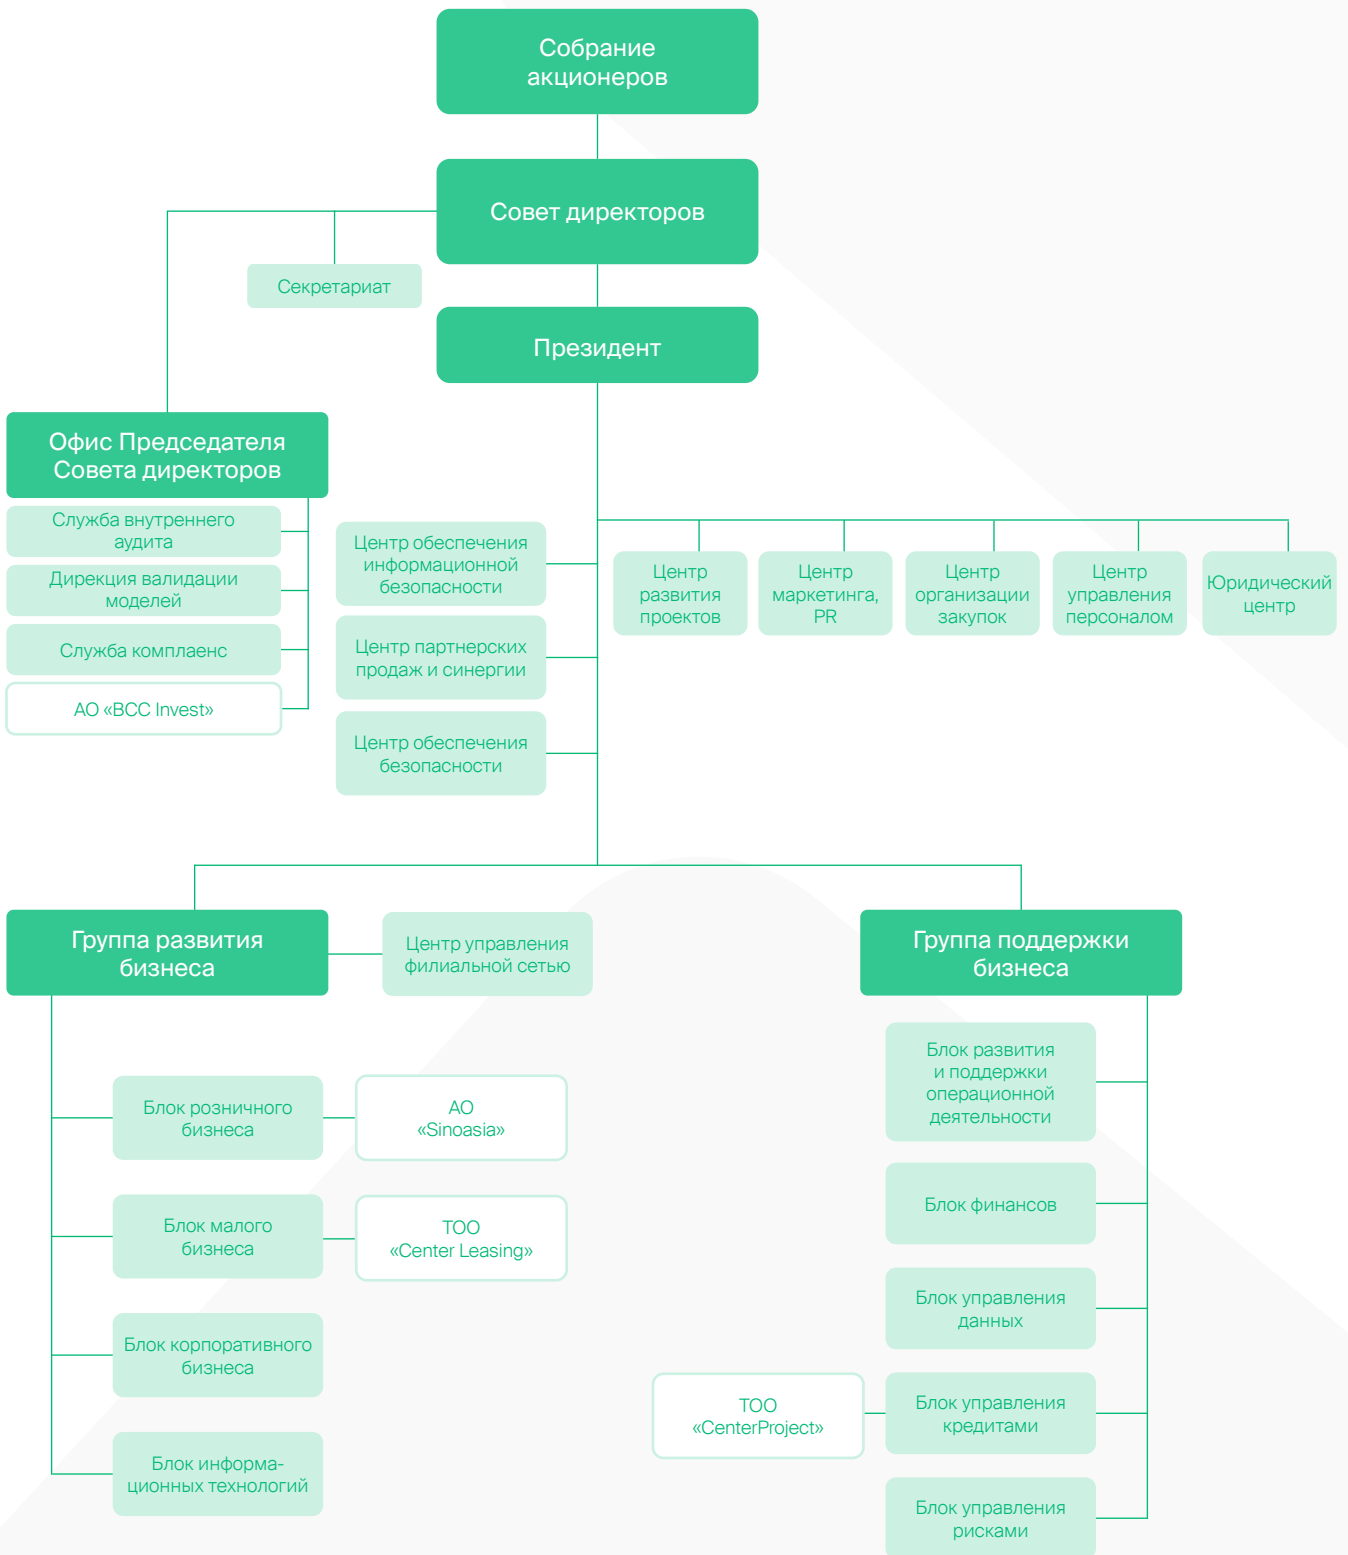 Собрание
акционеров
Совет директоров
Секретариат
Президент
Офис Председателя
Совета директоров
Служба внутреннего
аудита
Дирекция валидации
моделей
Служба комплаенс
АО «BCC Invest»
Центр обеспечения
информационной
безопасности
Центр партнерских
продаж и синергии
Центр обеспечения
безопасности
Центр
развития
проектов
Центр
маркетинга,
PR
Центр
организации
закупок
Центр
управления
персоналом
Юридический
центр
Группа развития
бизнеса
Центр управления
филиальной сетью
Блок розничного
бизнеса
АО
«Sinoasia»
Блок малого
бизнеса
ТОО
«Center Leasing»
Блок корпоративного
бизнеса
Блок информа-
ционных технологий
Группа поддержки
бизнеса
Блок развития
и поддержки
операционной
деятельности
Блок финансов
Блок управления
данных
ТОО
«CenterProject»
Блок управления
кредитами
Блок управления
рисками